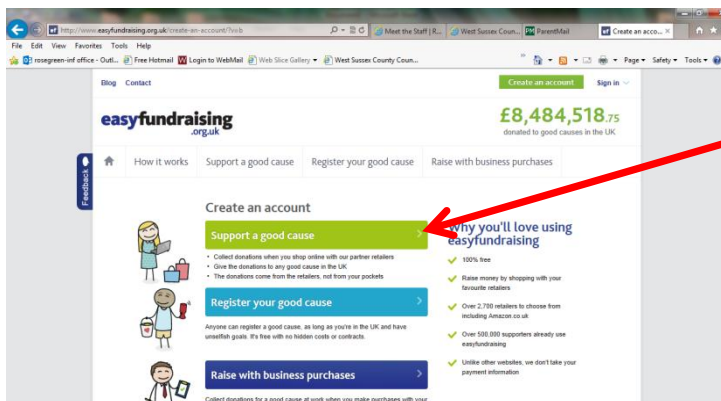 http://www.easyfundraising.org.uk/create-an-account/?v=b
Meet the Staff | R...
West Sussex Coun...
ParentMail
Create an acco...
File Edit View Favorites Tools Help
rosegreen-inf office - Outl...
Free Hotmail
Login to WebMail
Web Slice Gallery
West Sussex County Coun...
Page Safety Tools
Blog Contact
Create an account
Sign in
easyfundraising
.org.uk
£8,484,518.75
donated to good causes in the UK
Feedback
How it works
Support a good cause
Register your good cause
Raise with business purchases
Create an account
Support a good cause
• Collect donations when you shop online with our partner retailers
• Give the donations to any good cause in the UK
• The donations come from the retailers, not from your pockets
Register your good cause
Anyone can register a good cause, as long as you're in the UK and have
unselfish goals. It's free with no hidden costs or contracts.
Raise with business purchases
Collect donations for a good cause at work when you make purchases with your
Why you'll love using
easyfundraising
100% free
Raise money by shopping with your
favourite retailers
Over 2,700 retailers to choose from
including Amazon.co.uk
Over 500,000 supporters already use
easyfundraising
Unlike other websites, we don't take your
payment information